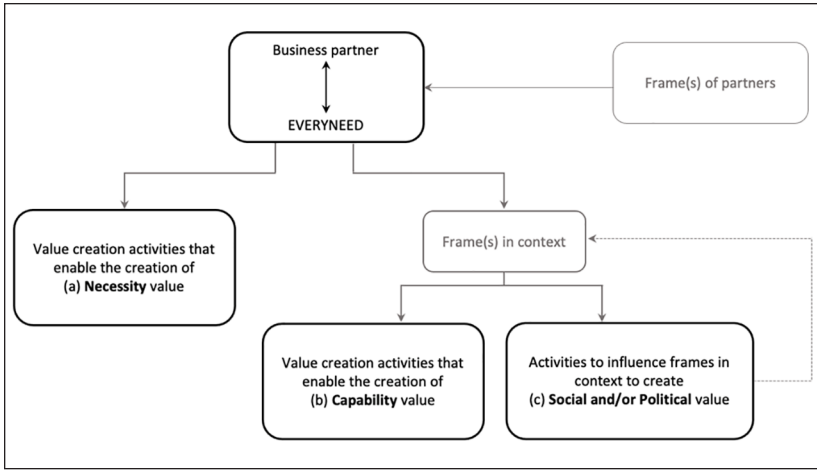 Business partner
EVERYNEED
Frame(s) of partners
Value creation activities that
enable the creation of
(a) Necessity value
Frame(s) in context
Value creation activities that
enable the creation of
(b) Capability value
Activities to influence frames in
context to create
(c) Social and/or Political value